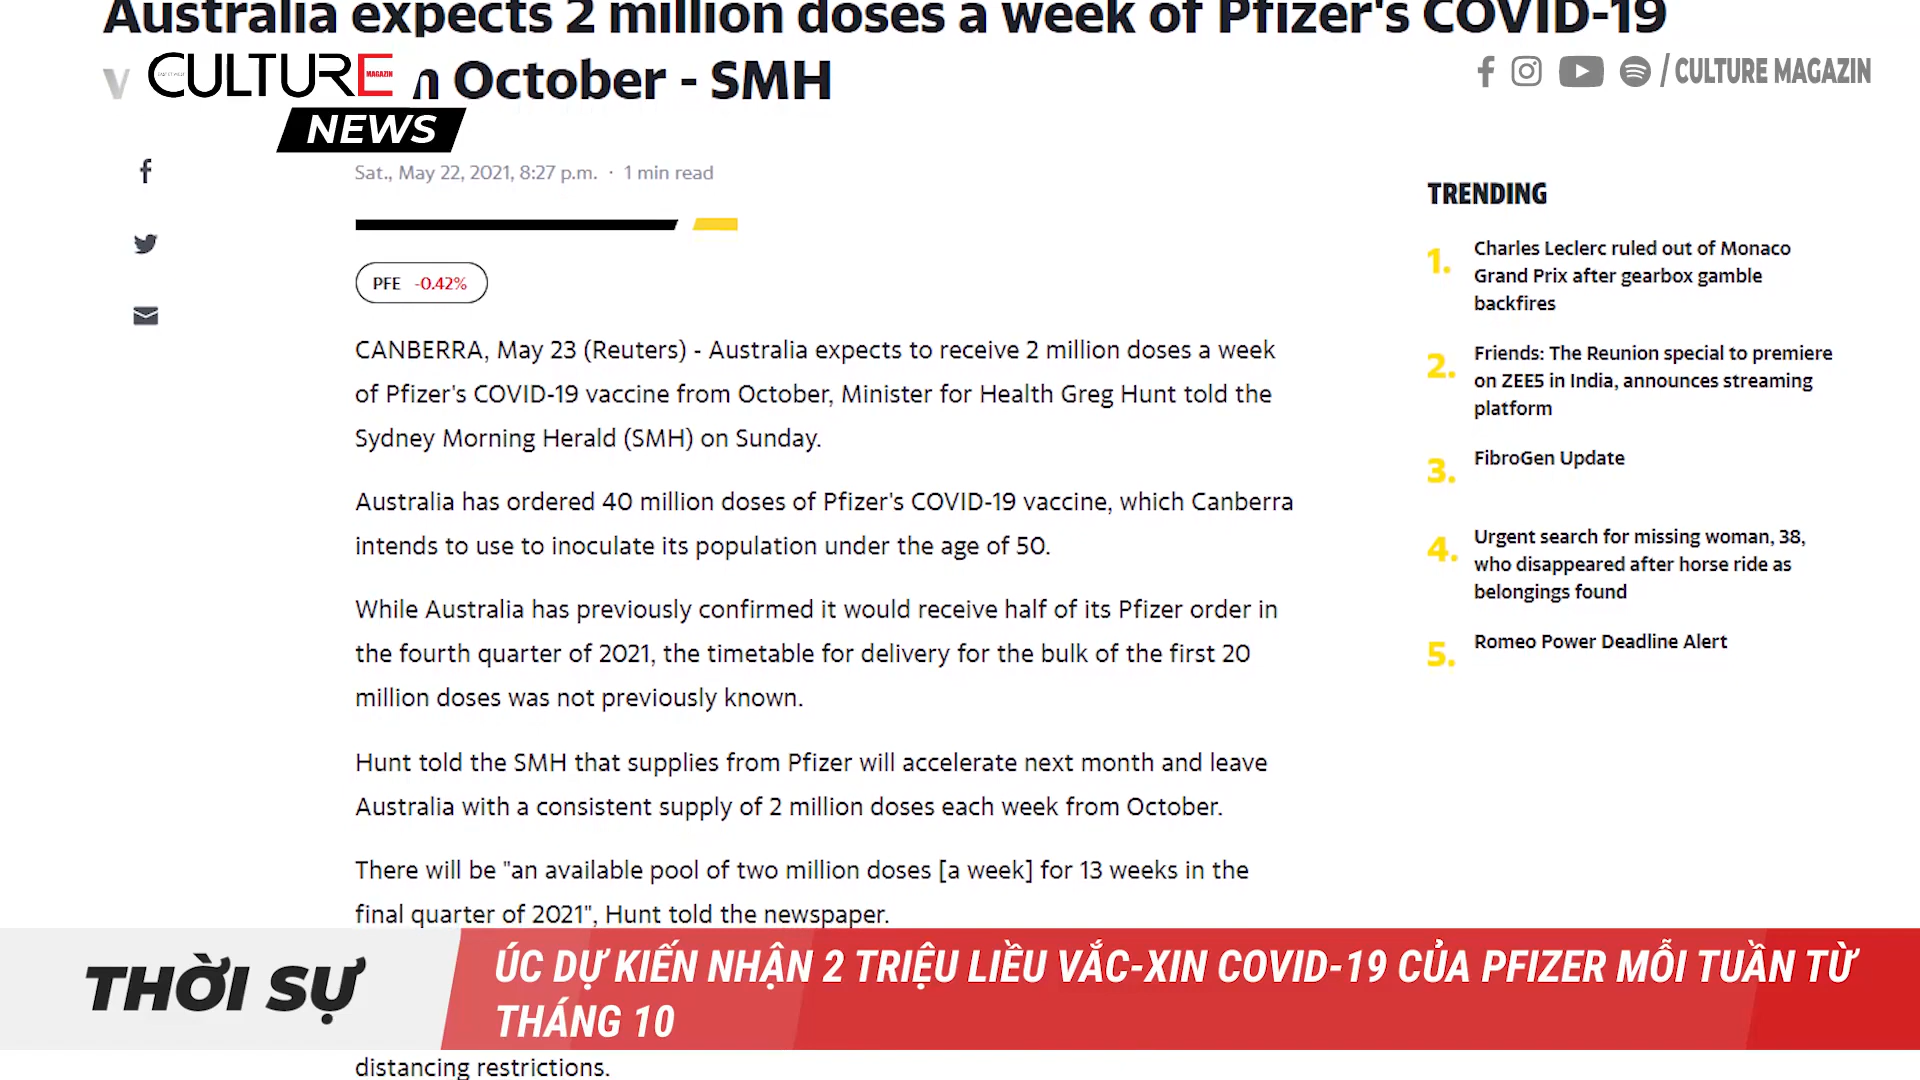 Australia expects 2 million doses a week of Pfizer's COVID-19
October - SMH
CULTURE
MAGAZIN
NEWS
/ CULTURE MAGAZIN
Sat., May 22, 2021, 8:27 p.m. · 1 min read
PFE -0.42%
CANBERRA, May 23 (Reuters) - Australia expects to receive 2 million doses a week
of Pfizer's COVID-19 vaccine from October, Minister for Health Greg Hunt told the
Sydney Morning Herald (SMH) on Sunday.
Australia has ordered 40 million doses of Pfizer's COVID-19 vaccine, which Canberra
intends to use to inoculate its population under the age of 50.
While Australia has previously confirmed it would receive half of its Pfizer order in
the fourth quarter of 2021, the timetable for delivery for the bulk of the first 20
million doses was not previously known.
Hunt told the SMH that supplies from Pfizer will accelerate next month and leave
Australia with a consistent supply of 2 million doses each week from October.
There will be "an available pool of two million doses [a week] for 13 weeks in the
final quarter of 2021", Hunt told the newspaper.
distancing restrictions.
TRENDING
1. Charles Leclerc ruled out of Monaco
Grand Prix after gearbox gamble
backfires
2. Friends: The Reunion special to premiere
on ZEE5 in India, announces streaming
platform
3. FibroGen Update
4. Urgent search for missing woman, 38,
who disappeared after horse ride as
belongings found
5. Romeo Power Deadline Alert
THỜI SỰ
ÚC DỰ KIẾN NHẬN 2 TRIỆU LIỀU VẮC-XIN COVID-19 CỦA PFIZER MỖI TUẦN TỪ
THÁNG 10